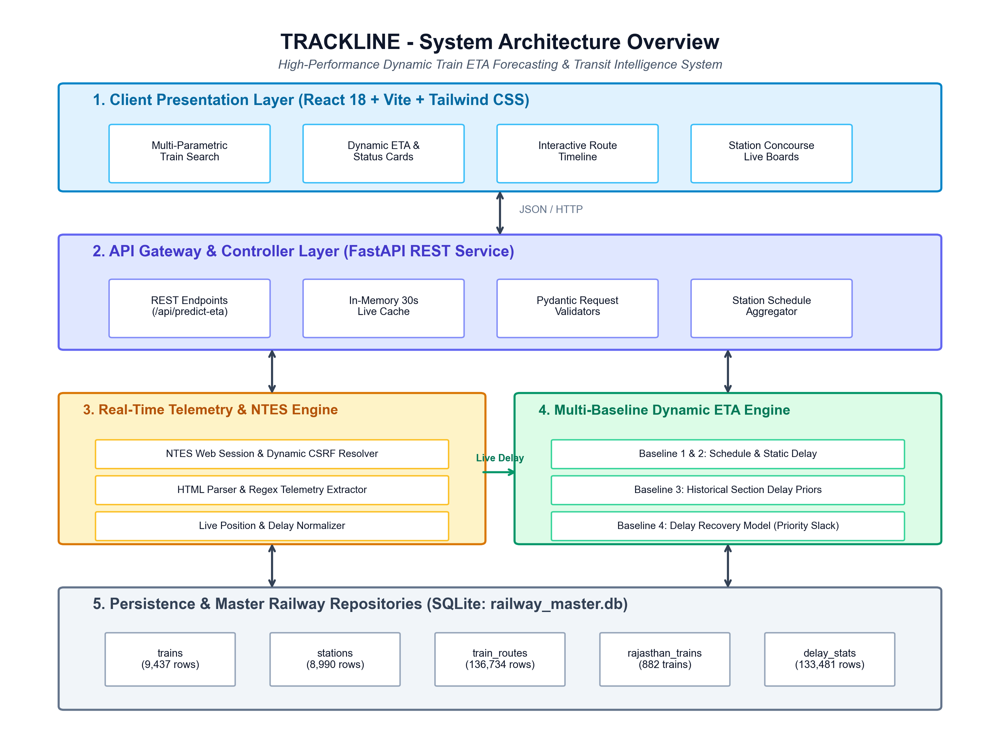 TRACKLINE - System Architecture Overview
High-Performance Dynamic Train ETA Forecasting & Transit Intelligence System
1. Client Presentation Layer (React 18 + Vite + Tailwind CSS)
Multi-Parametric
Train Search
Dynamic ETA &
Status Cards
Interactive Route
Timeline
Station Concourse
Live Boards
JSON / HTTP
2. API Gateway & Controller Layer (FastAPI REST Service)
REST Endpoints
(/api/predict-eta)
In-Memory 30s
Live Cache
Pydantic Request
Validators
Station Schedule
Aggregator
3. Real-Time Telemetry & NTES Engine
NTES Web Session & Dynamic CSRF Resolver
HTML Parser & Regex Telemetry Extractor
Live Position & Delay Normalizer
Live Delay
4. Multi-Baseline Dynamic ETA Engine
Baseline 1 & 2: Schedule & Static Delay
Baseline 3: Historical Section Delay Priors
Baseline 4: Delay Recovery Model (Priority Slack)
5. Persistence & Master Railway Repositories (SQLite: railway_master.db)
trains
(9,437 rows)
stations
(8,990 rows)
train_routes
(136,734 rows)
rajasthan_trains
(882 trains)
delay_stats
(133,481 rows)